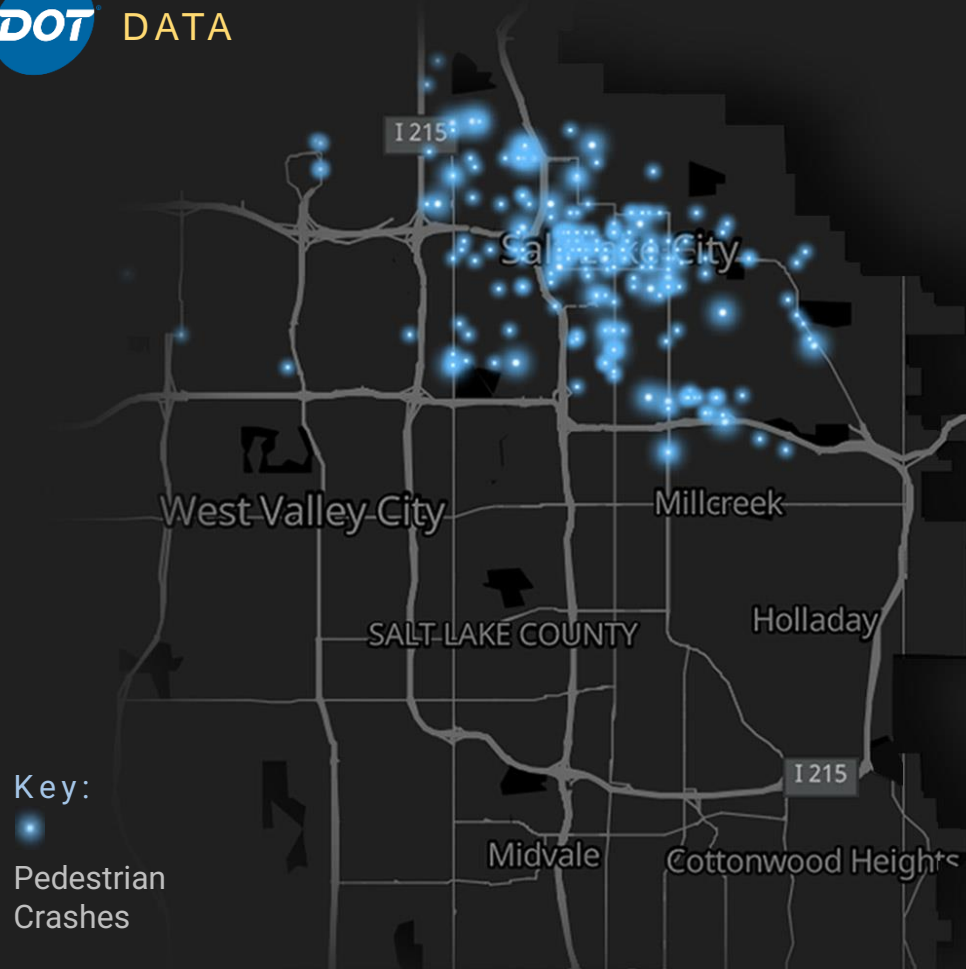 DOT DATA
I 215
Salt Lake City
West Valley City
Millcreek
Holladay
SALT LAKE COUNTY
I 215
Key:
Midvale
Cottonwood Heights
Pedestrian
Crashes